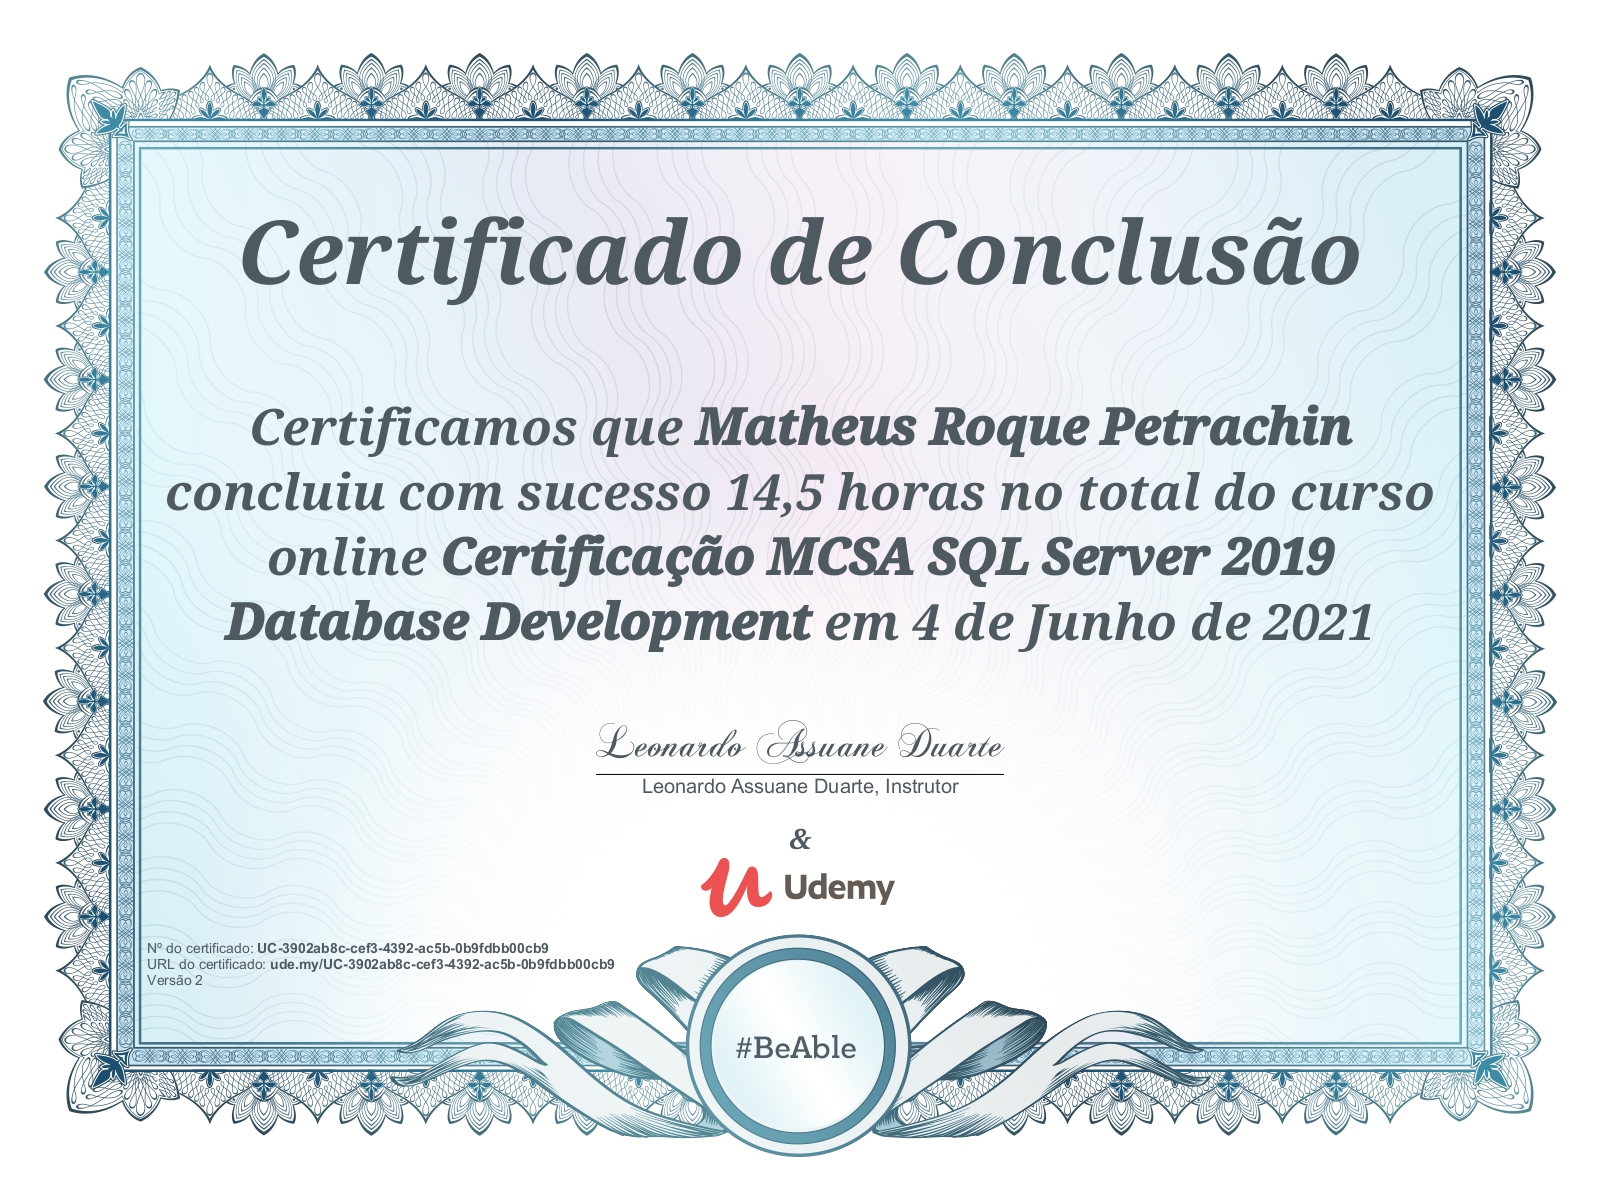 Certificado de Conclusão
Certificamos que Matheus Roque Petrachin
concluiu com sucesso 14,5 horas no total do curso
online Certificação MCSA SQL Server 2019
Database Development em 4 de Junho de 2021
Leonardo Assuane Duarte
Leonardo Assuane Duarte, Instrutor
&
Udemy
Nº do certificado: UC-3902ab8c-cef3-4392-ac5b-0b9fdbb00cb9
URL do certificado: ude.my/UC-3902ab8c-cef3-4392-ac5b-0b9fdbb00cb9
Versão 2
#BeAble